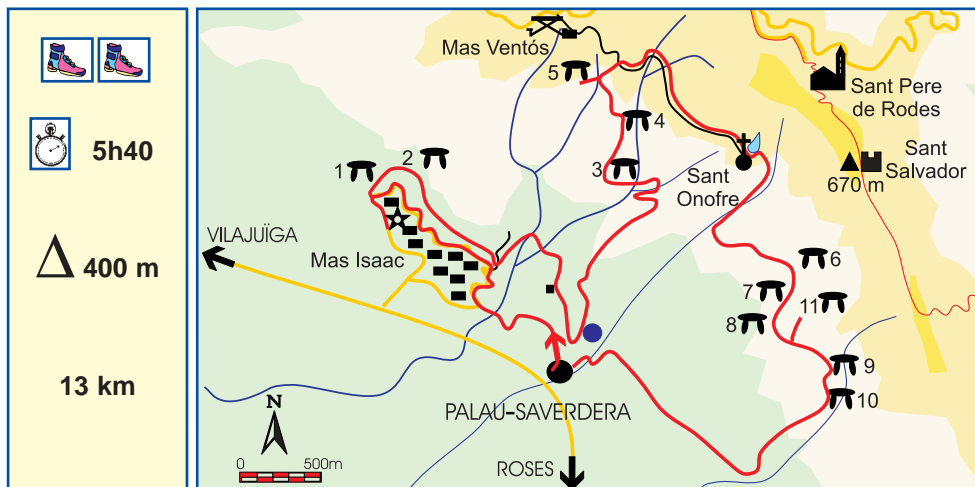 5h40
Δ 400 m
13 km
Mas Ventós
5
4
3
2
1
Sant Pere
de Rodes
Sant
Salvador
670 m
Sant
Onofre
VILAJUÏGA
Mas Isaac
6
7
11
8
9
10
PALAU-SAVERDERA
N
0 500m
ROSES